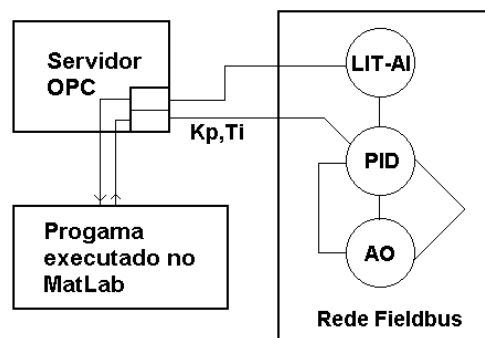 Servidor
OPC
LIT-AI
Kp,Ti
PID
Progama
executado no
MatLab
AO
Rede Fieldbus